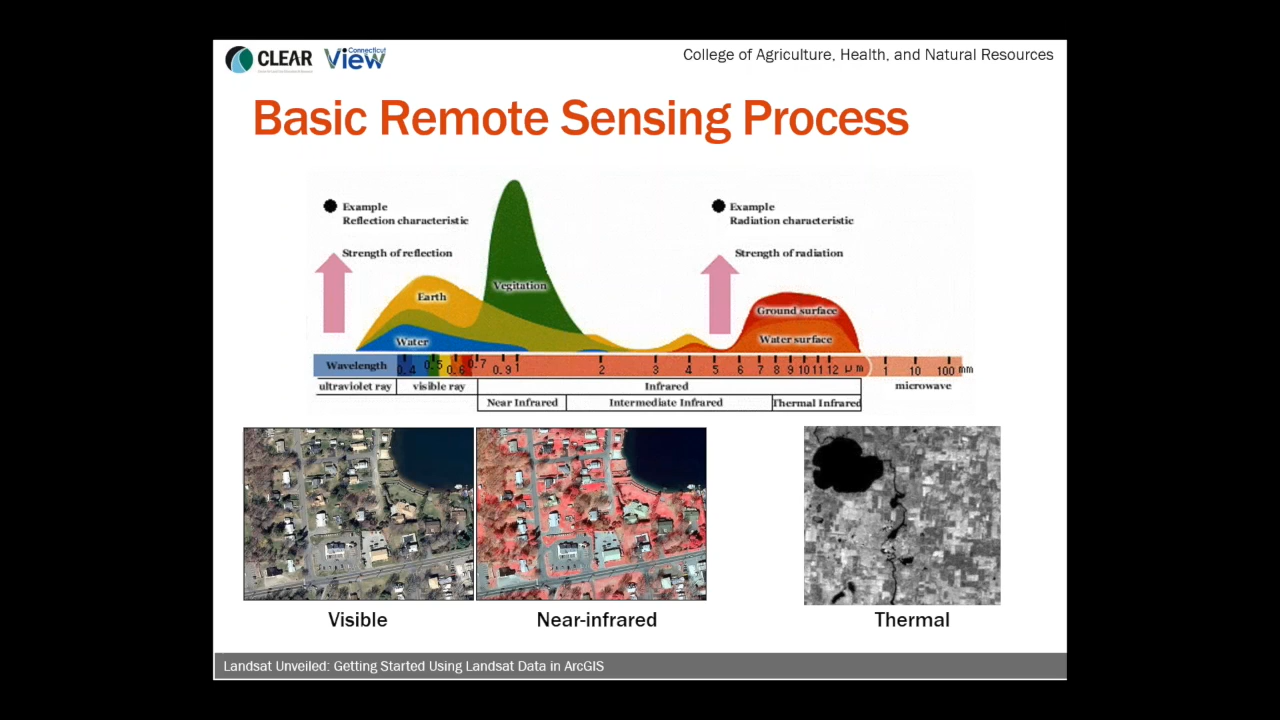 CLEAR
Connecticut
View
College of Agriculture, Health, and Natural Resources
Basic Remote Sensing Process
Example
Reflection characteristic
Strength of reflection
Example
Radiation characteristic
Strength of radiation
Vegitation
Earth
Water
Ground surface
Water surface
Wavelength 0.4 0.5 0.6 0.7 0.9 1 2 3 4 5 6 7 8 9 10 11 12 μm 1 10 100 mm
ultraviolet ray visible ray Infrared microwave
Near Infrared Intermediate Infrared Thermal Infrared
Visible
Near-infrared
Thermal
Landsat Unveiled: Getting Started Using Landsat Data in ArcGIS